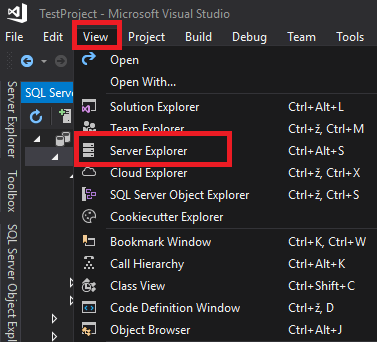 TestProject - Microsoft Visual Studio
File Edit View Project Build Debug Team Tools
SQL Serve
Server Explorer
Toolbox
SQL Server Object Expl
Open
Open With...
Solution Explorer Ctrl+Alt+L
Team Explorer Ctrl+ž, Ctrl+M
Server Explorer Ctrl+Alt+S
Cloud Explorer Ctrl+ž, Ctrl+X
SQL Server Object Explorer Ctrl+ž, Ctrl+S
Cookiecutter Explorer
Bookmark Window Ctrl+K, Ctrl+W
Call Hierarchy Ctrl+Alt+K
Class View Ctrl+Shift+C
Code Definition Window Ctrl+ž, D
Object Browser Ctrl+Alt+J